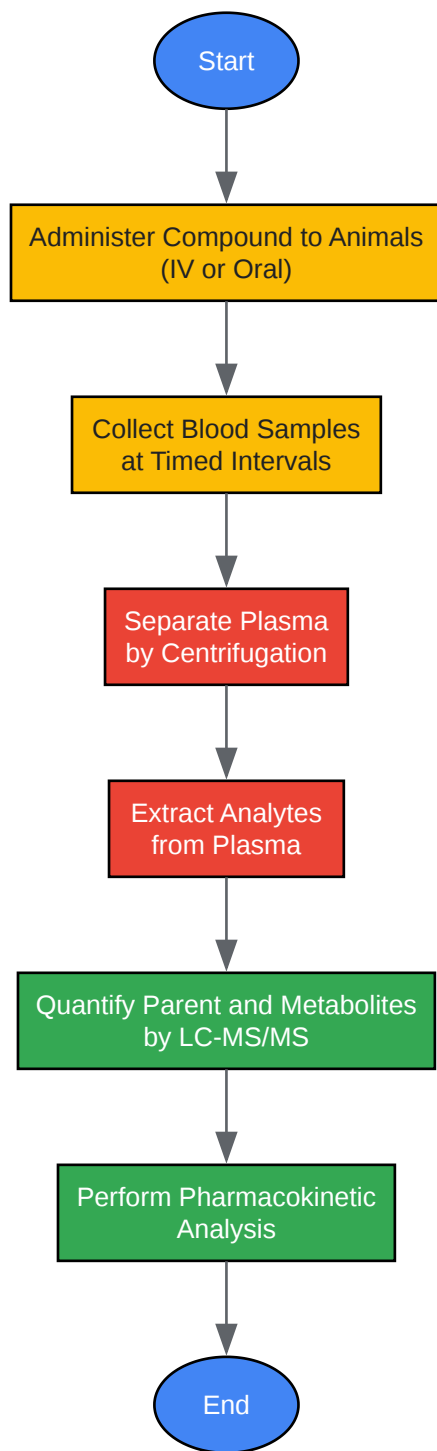 Start
Administer Compound to Animals
(IV or Oral)
Collect Blood Samples
at Timed Intervals
Separate Plasma
by Centrifugation
Extract Analytes
from Plasma
Quantify Parent and Metabolites
by LC-MS/MS
Perform Pharmacokinetic
Analysis
End